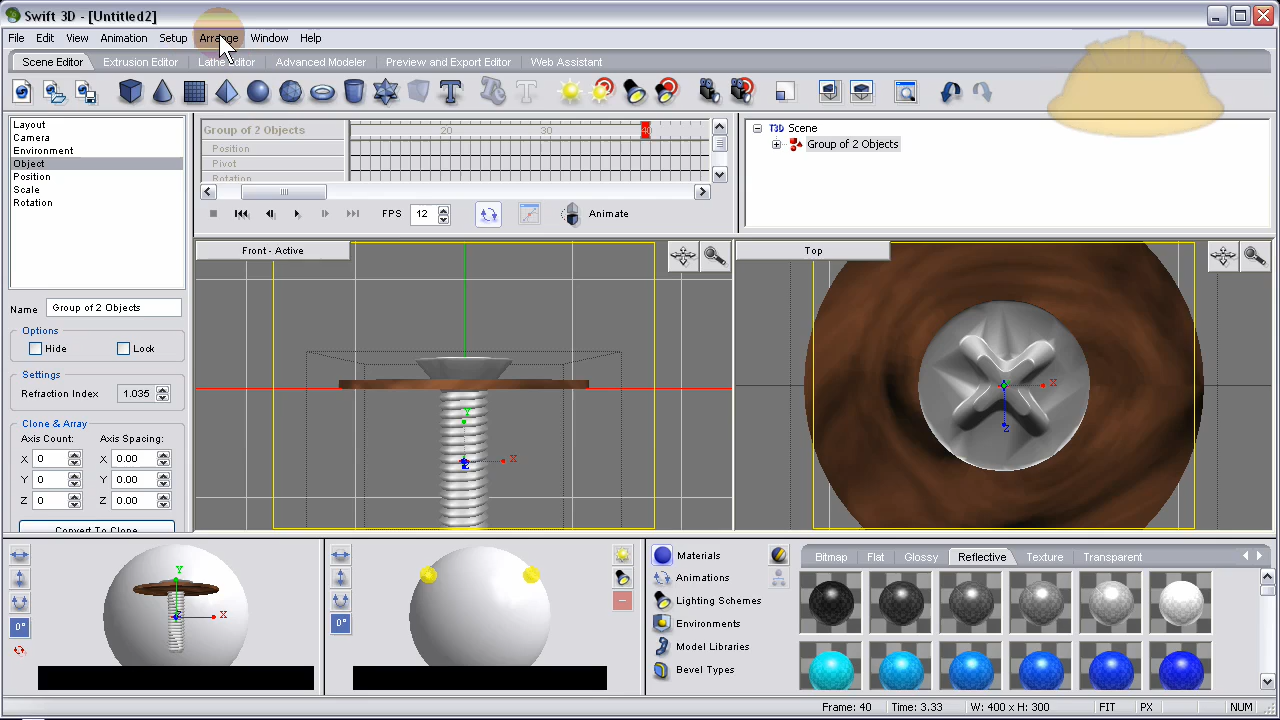 Swift 3D - [Untitled2]
File Edit View Animation Setup Arrange Window Help
Scene Editor Extrusion Editor Lathe Editor Advanced Modeler Preview and Export Editor Web Assistant
Layout
Camera
Environment
Object
Position
Scale
Rotation
Group of 2 Objects 20 30 40
Position
Pivot
Rotation
FPS 12 Animate
T3D Scene
Group of 2 Objects
Name Group of 2 Objects
Options
Hide Lock
Settings
Refraction Index 1.035
Clone & Array
Axis Count: Axis Spacing:
X 0 X 0.00
Y 0 Y 0.00
Z 0 Z 0.00
Convert To Clone
Front - Active
Y
X
Z
Top
X
Z
Y
X
0°
0°
Materials
Animations
Lighting Schemes
Environments
Model Libraries
Bevel Types
Bitmap Flat Glossy Reflective Texture Transparent
Frame: 40 Time: 3.33 W: 400 x H: 300 FIT PX NUM